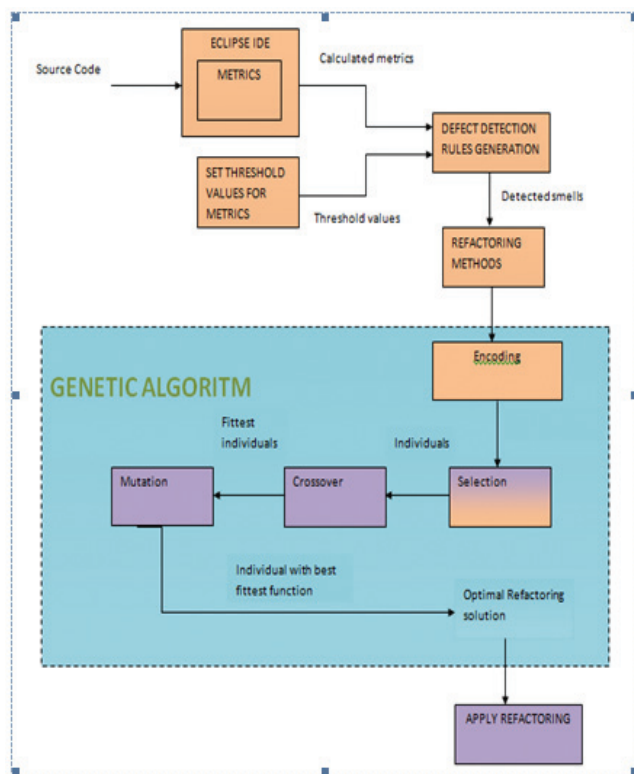 ECLIPSE IDE
METRICS
Source Code
Calculated metrics
DEFECT DETECTION
RULES GENERATION
SET THRESHOLD
VALUES FOR
METRICS
Threshold values
Detected smells
REFACTORING
METHODS
Encoding
GENETIC ALGORITM
Fittest
individuals
Individuals
Mutation
Crossover
Selection
Individual with best
fittest function
Optimal Refactoring
solution
APPLY REFACTORING